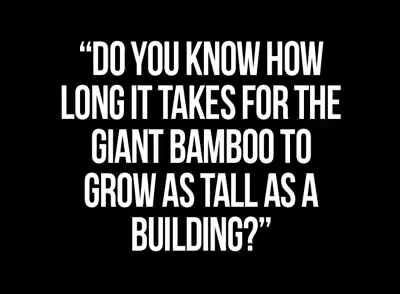 “DO YOU KNOW HOW
LONG IT TAKES FOR THE
GIANT BAMBOO TO
GROW AS TALL AS A
BUILDING?”